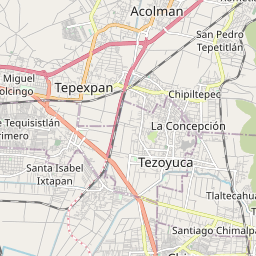 Acolman
San Pedro
Tepetitlán
Miguel
olcingo
Tepexpan
Chipiltepec
La Concepción
e Tequisistlán
rimero
Tezoyuca
Santa Isabel
Ixtapan
Tlaltecahua
Santiago Chimalpa